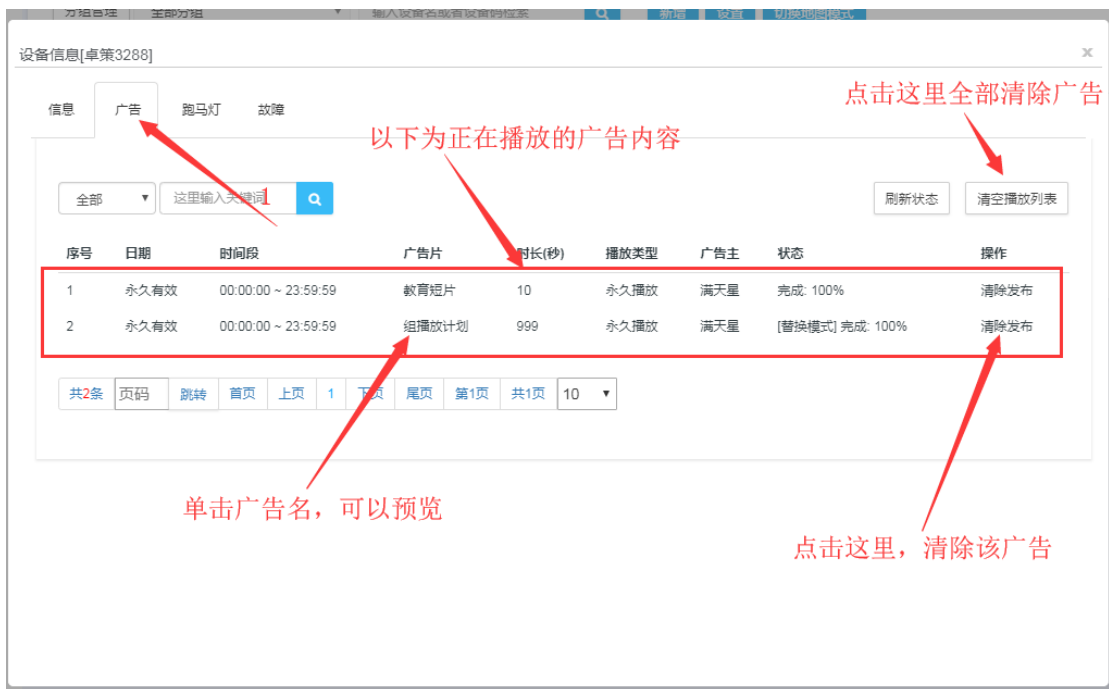 分组管理 全部分组 输入设备名或者设备码检索 新增 设置 切换地图模式
设备信息[卓策3288] x
点击这里全部清除广告
信息 广告 跑马灯 故障
以下为正在播放的广告内容
全部 这里输入关键词 1 刷新状态 清空播放列表
序号 日期 时间段 广告片 时长(秒) 播放类型 广告主 状态 操作
1 永久有效 00:00:00 ~ 23:59:59 教育短片 10 永久播放 满天星 完成: 100% 清除发布
2 永久有效 00:00:00 ~ 23:59:59 组播放计划 999 永久播放 满天星 [替换模式] 完成: 100% 清除发布
共2条 页码 跳转 首页 上页 1 下页 尾页 第1页 共1页 10
单击广告名，可以预览
点击这里，清除该广告